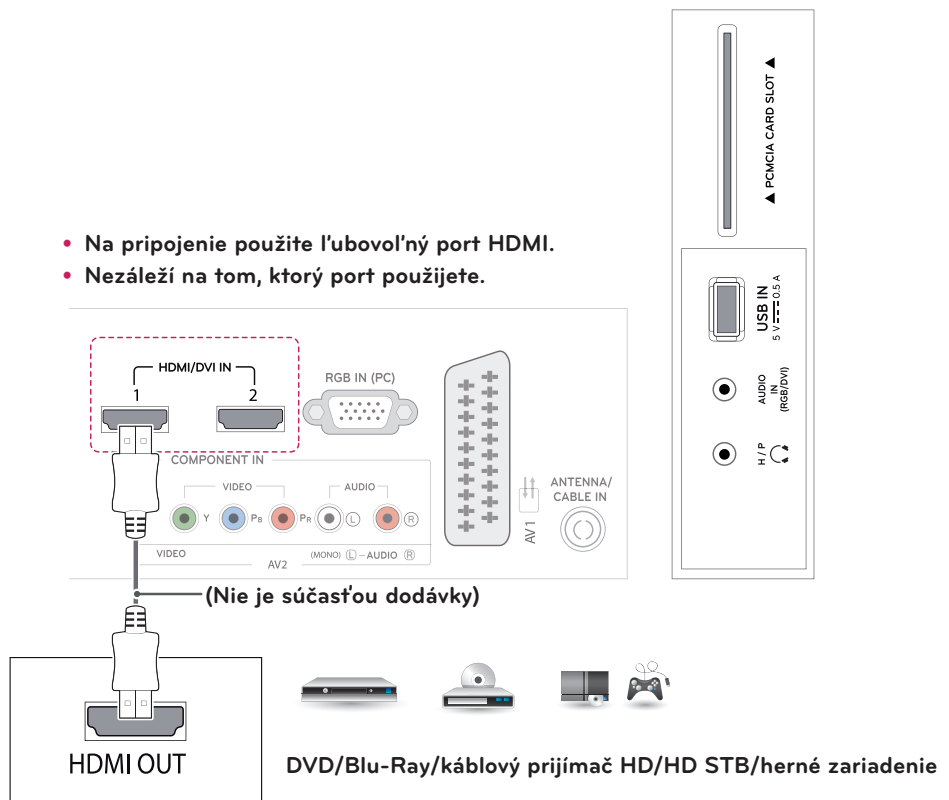 ▲ PCMCIA CARD SLOT ▲
• Na pripojenie použite ľubovoľný port HDMI.
• Nezáleží na tom, ktorý port použijete.
USB IN
5 V 0.5 A
AUDIO
IN
(RGB/DVI)
H / P
HDMI/DVI IN
1 2
RGB IN (PC)
COMPONENT IN
VIDEO AUDIO
Y PB PR L R
VIDEO (MONO) L – AUDIO R
AV2
AV1
ANTENNA/
CABLE IN
(Nie je súčasťou dodávky)
HDMI OUT
DVD/Blu-Ray/káblový prijímač HD/HD STB/herné zariadenie